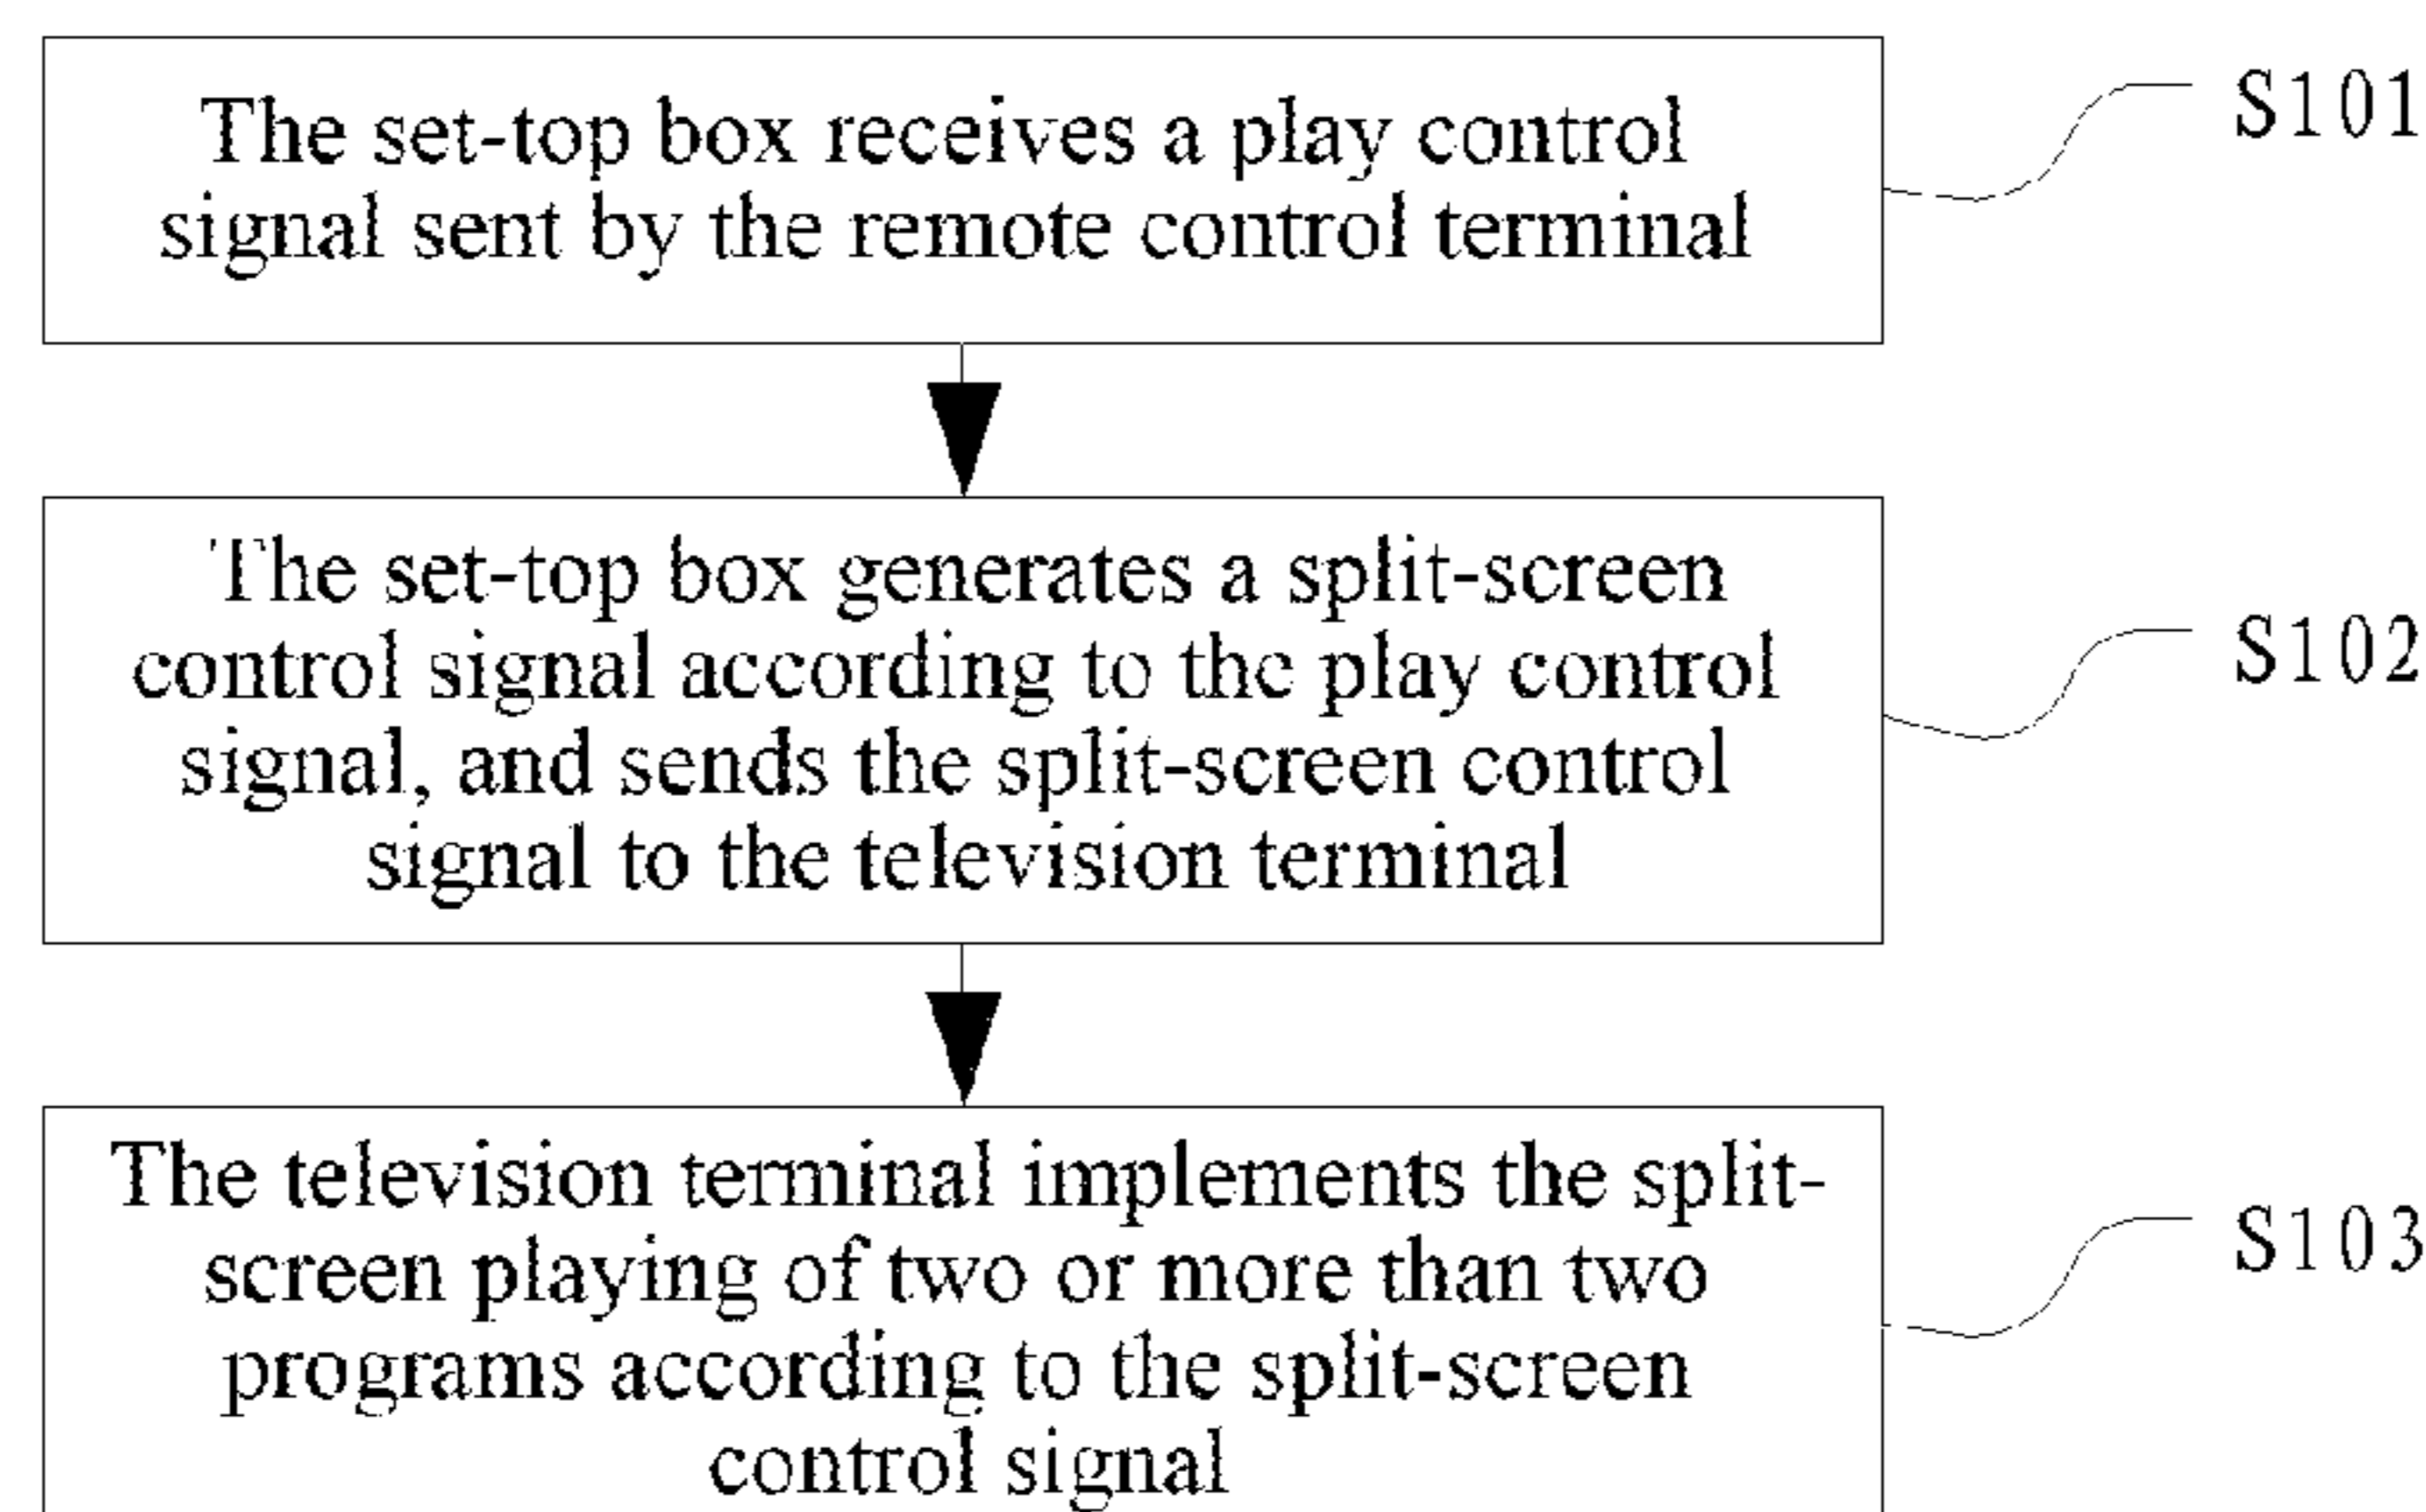 The set-top box receives a play control
signal sent by the remote control terminal
S101
The set-top box generates a split-screen
control signal according to the play control
signal, and sends the split-screen control
signal to the television terminal
S102
The television terminal implements the split-
screen playing of two or more than two
programs according to the split-screen
control signal
S103